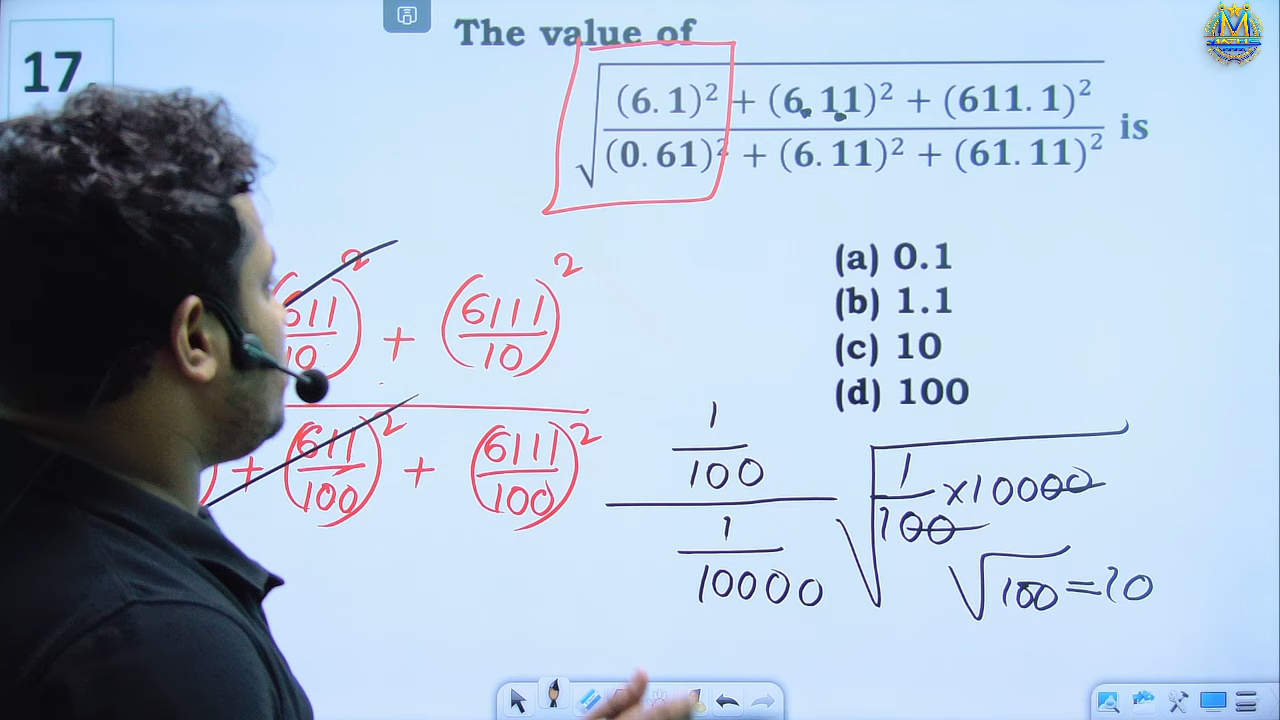 17.
The value of
√((6.1)² + (6.11)² + (611.1)² / (0.61)² + (6.11)² + (61.11)²) is
(a) 0.1
(b) 1.1
(c) 10
(d) 100
(611/10)² + (6111/10)²
) + (611/100)² + (6111/100)²
1/100
1/10000
√(1/100 × 10000)
√100 = 10
M